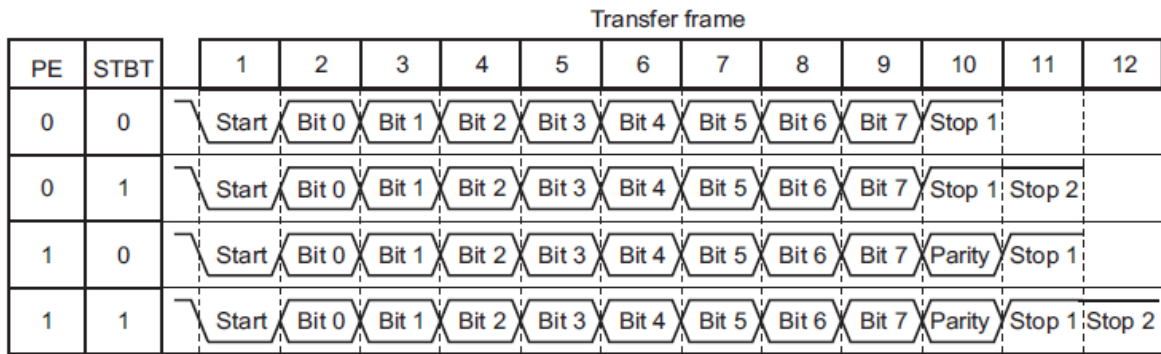 Transfer frame
PE STBT 1 2 3 4 5 6 7 8 9 10 11 12
0 0 Start Bit 0 Bit 1 Bit 2 Bit 3 Bit 4 Bit 5 Bit 6 Bit 7 Stop 1
0 1 Start Bit 0 Bit 1 Bit 2 Bit 3 Bit 4 Bit 5 Bit 6 Bit 7 Stop 1 Stop 2
1 0 Start Bit 0 Bit 1 Bit 2 Bit 3 Bit 4 Bit 5 Bit 6 Bit 7 Parity Stop 1
1 1 Start Bit 0 Bit 1 Bit 2 Bit 3 Bit 4 Bit 5 Bit 6 Bit 7 Parity Stop 1 Stop 2